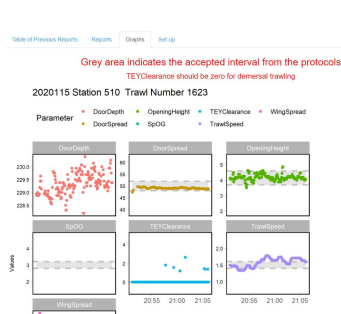 Table of Previous Reports Reports Graphs Set up
Grey area indicates the accepted interval from the protocols
TEYClearance should be zero for demersal trawling
2020115 Station 510 Trawl Number 1623
Parameter DoorDepth OpeningHeight TEYClearance WingSpread
DoorSpread SpOG TrawlSpeed
DoorDepth DoorSpread OpeningHeight
230.0
229.5
229.0
228.5
60
55
50
45
40
5
4
3
2
SpOG TEYClearance TrawlSpeed
4
3
2
4
2
0
2.0
1.5
1.0
Values
20:55 21:00 21:05 20:55 21:00 21:05
WingSpread